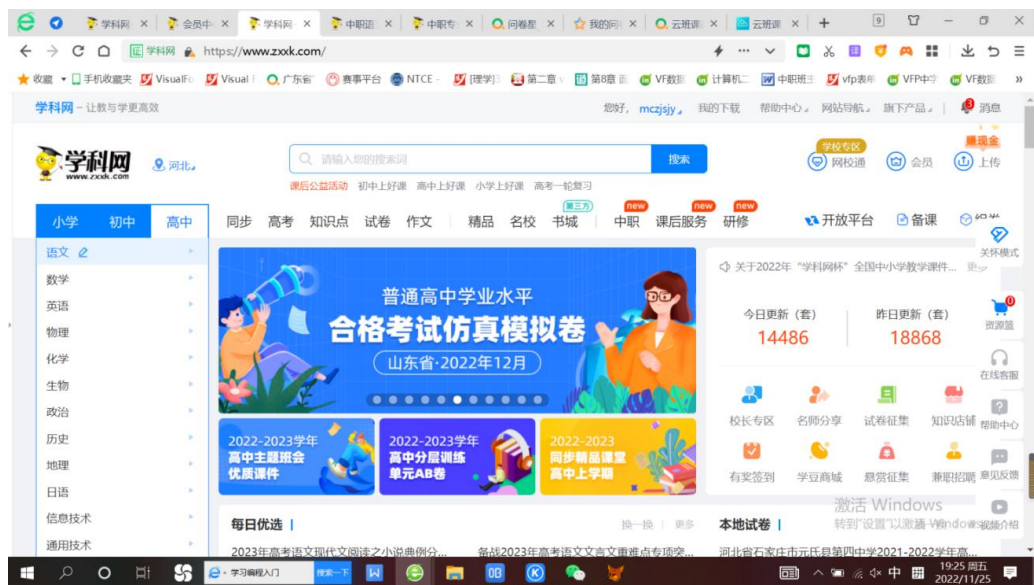 学科网 会员中 学科网 中职语 中职专 问卷星 我的问 云班课 云班课 9
学科网 https://www.zxxk.com/
收藏 手机收藏夹 VisualFo Visual 广东省 赛事平台 NTCE - [理学] 第二章 第8章 VF数据 计算机二 中职班主 vfp表单 VFP中字 VF数据
学科网 - 让教与学更高效 您好, mczjsjy 我的下载 帮助中心 网站导航 旗下产品 消息
赚现金
学校专区
学科网 www.zxxk.com 河北 请输入您的搜索词 搜索 网校通 会员 上传
课后公益活动 初中上好课 高中上好课 小学上好课 高考一轮复习
第三方 new new new
小学 初中 高中 同步 高考 知识点 试卷 作文 精品 名校 书城 中职 课后服务 研修 开放平台 备课
关怀模式
语文
数学
英语
物理
化学
生物
政治
历史
地理
日语
信息技术
通用技术
普通高中学业水平
合格考试仿真模拟卷
山东省·2022年12月
2022-2023学年
高中主题班会
优质课件
2022-2023学年
高中分层训练
单元AB卷
2022-2023
同步精品课堂
高中上学期
关于2022年“学科网杯”全国中小学教学课件...
今日更新(套) 昨日更新(套)
14486 18868
校长专区 名师分享 试卷征集 知识店铺
有奖签到 学豆商城 悬赏征集 兼职招聘
0
资源篮
在线客服
帮助中心
意见反馈
视频介绍
激活 Windows
转到"设置"以激活 Windows
每日优选 换一换 更多 本地试卷
2023年高考语文现代文阅读之小说典例分... 备战2023年高考语文文言文重难点专项突... 河北省石家庄市元氏县第四中学2021-2022学年高...
学习编程入门 搜索一下 中 19:25 周五
2022/11/25